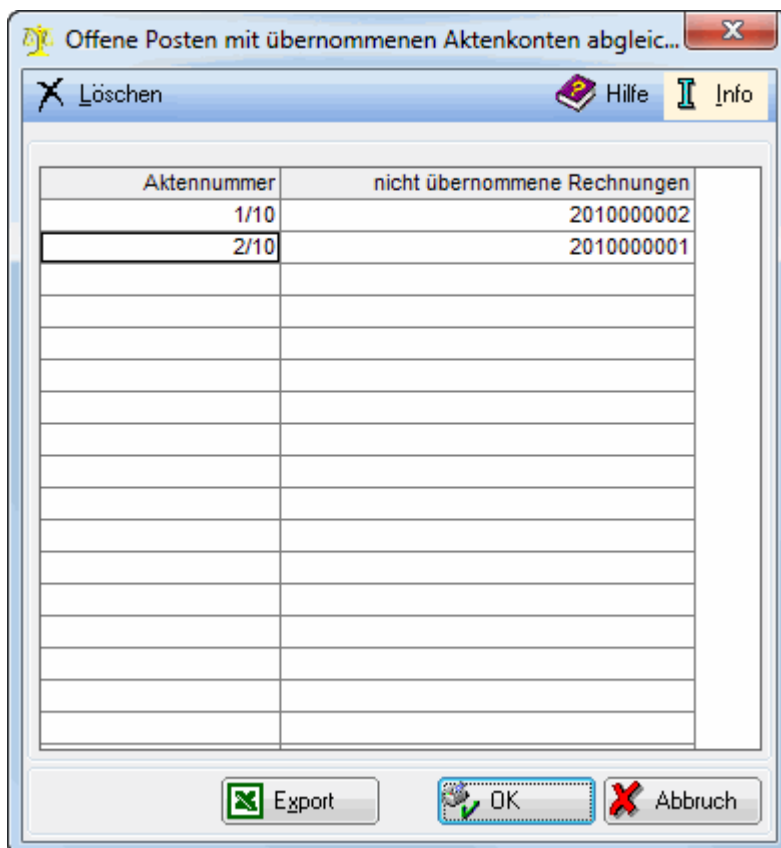 Offene Posten mit übernommenen Aktenkonten abgleic...
Löschen Hilfe Info
Aktennummer nicht übernommene Rechnungen
1/10 2010000002
2/10 2010000001
Export OK Abbruch